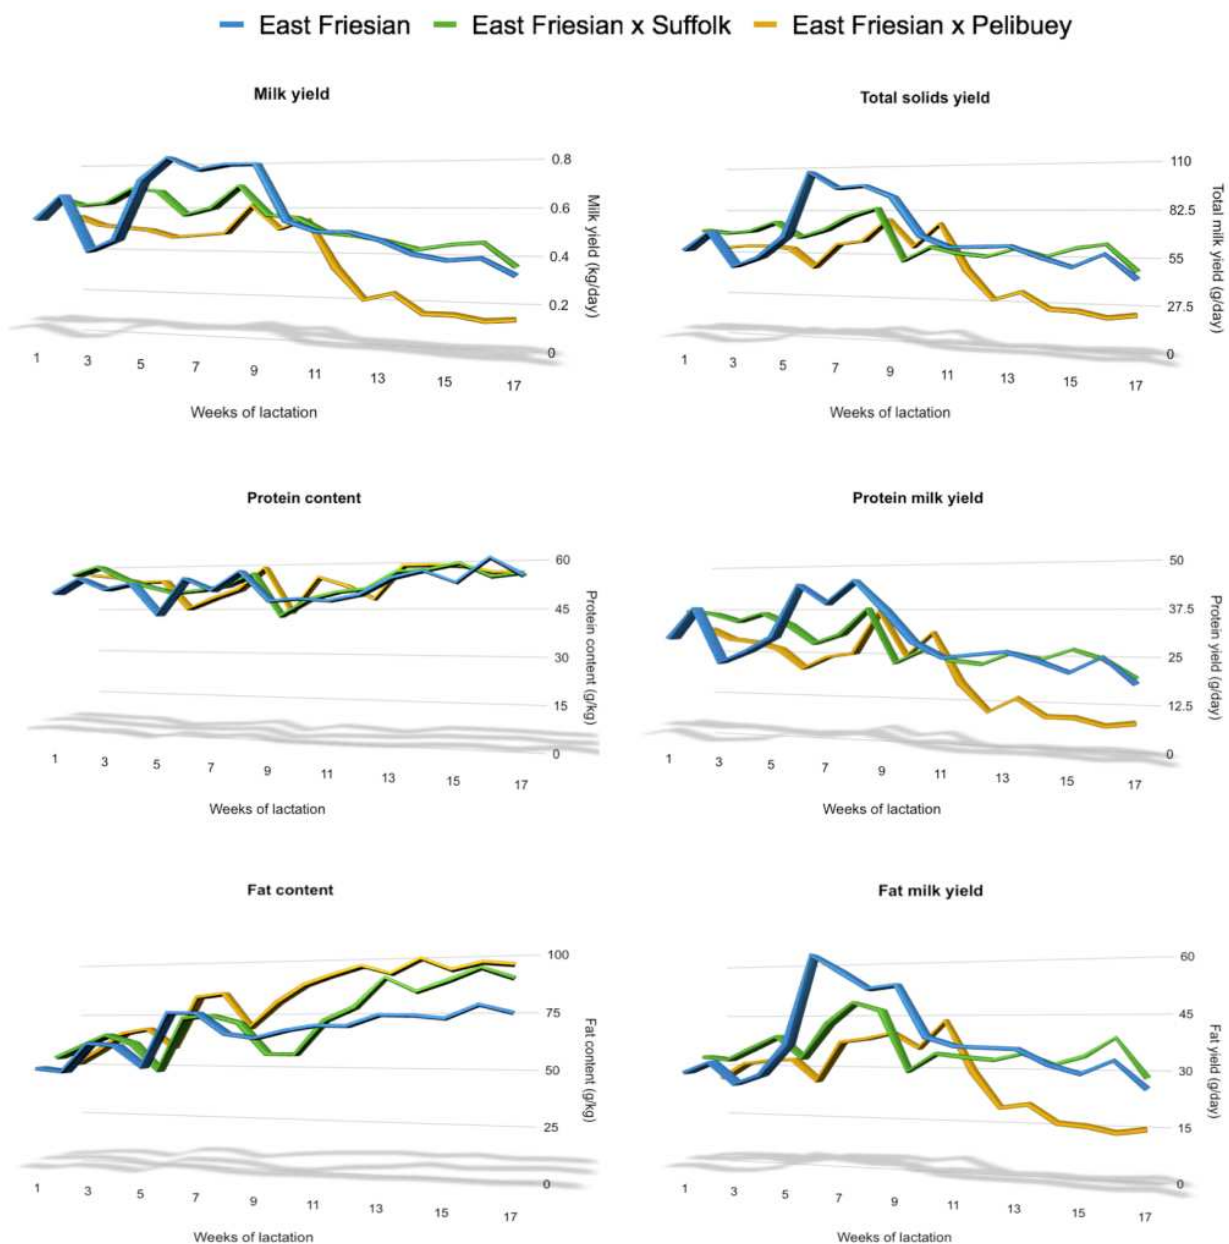 East Friesian East Friesian x Suffolk East Friesian x Pelibuey
Milk yield
0.8
0.6
0.4
0.2
0
Milk yield (kg/day)
1 3 5 7 9 11 13 15 17
Weeks of lactation
Total solids yield
110
82.5
55
27.5
0
Total milk yield (g/day)
1 3 5 7 9 11 13 15 17
Weeks of lactation
Protein content
60
45
30
15
0
Protein content (g/kg)
1 3 5 7 9 11 13 15 17
Weeks of lactation
Protein milk yield
50
37.5
25
12.5
0
Protein yield (g/day)
1 3 5 7 9 11 13 15 17
Weeks of lactation
Fat content
100
75
50
25
0
Fat content (g/kg)
1 3 5 7 9 11 13 15 17
Weeks of lactation
Fat milk yield
60
45
30
15
0
Fat yield (g/day)
1 3 5 7 9 11 13 15 17
Weeks of lactation